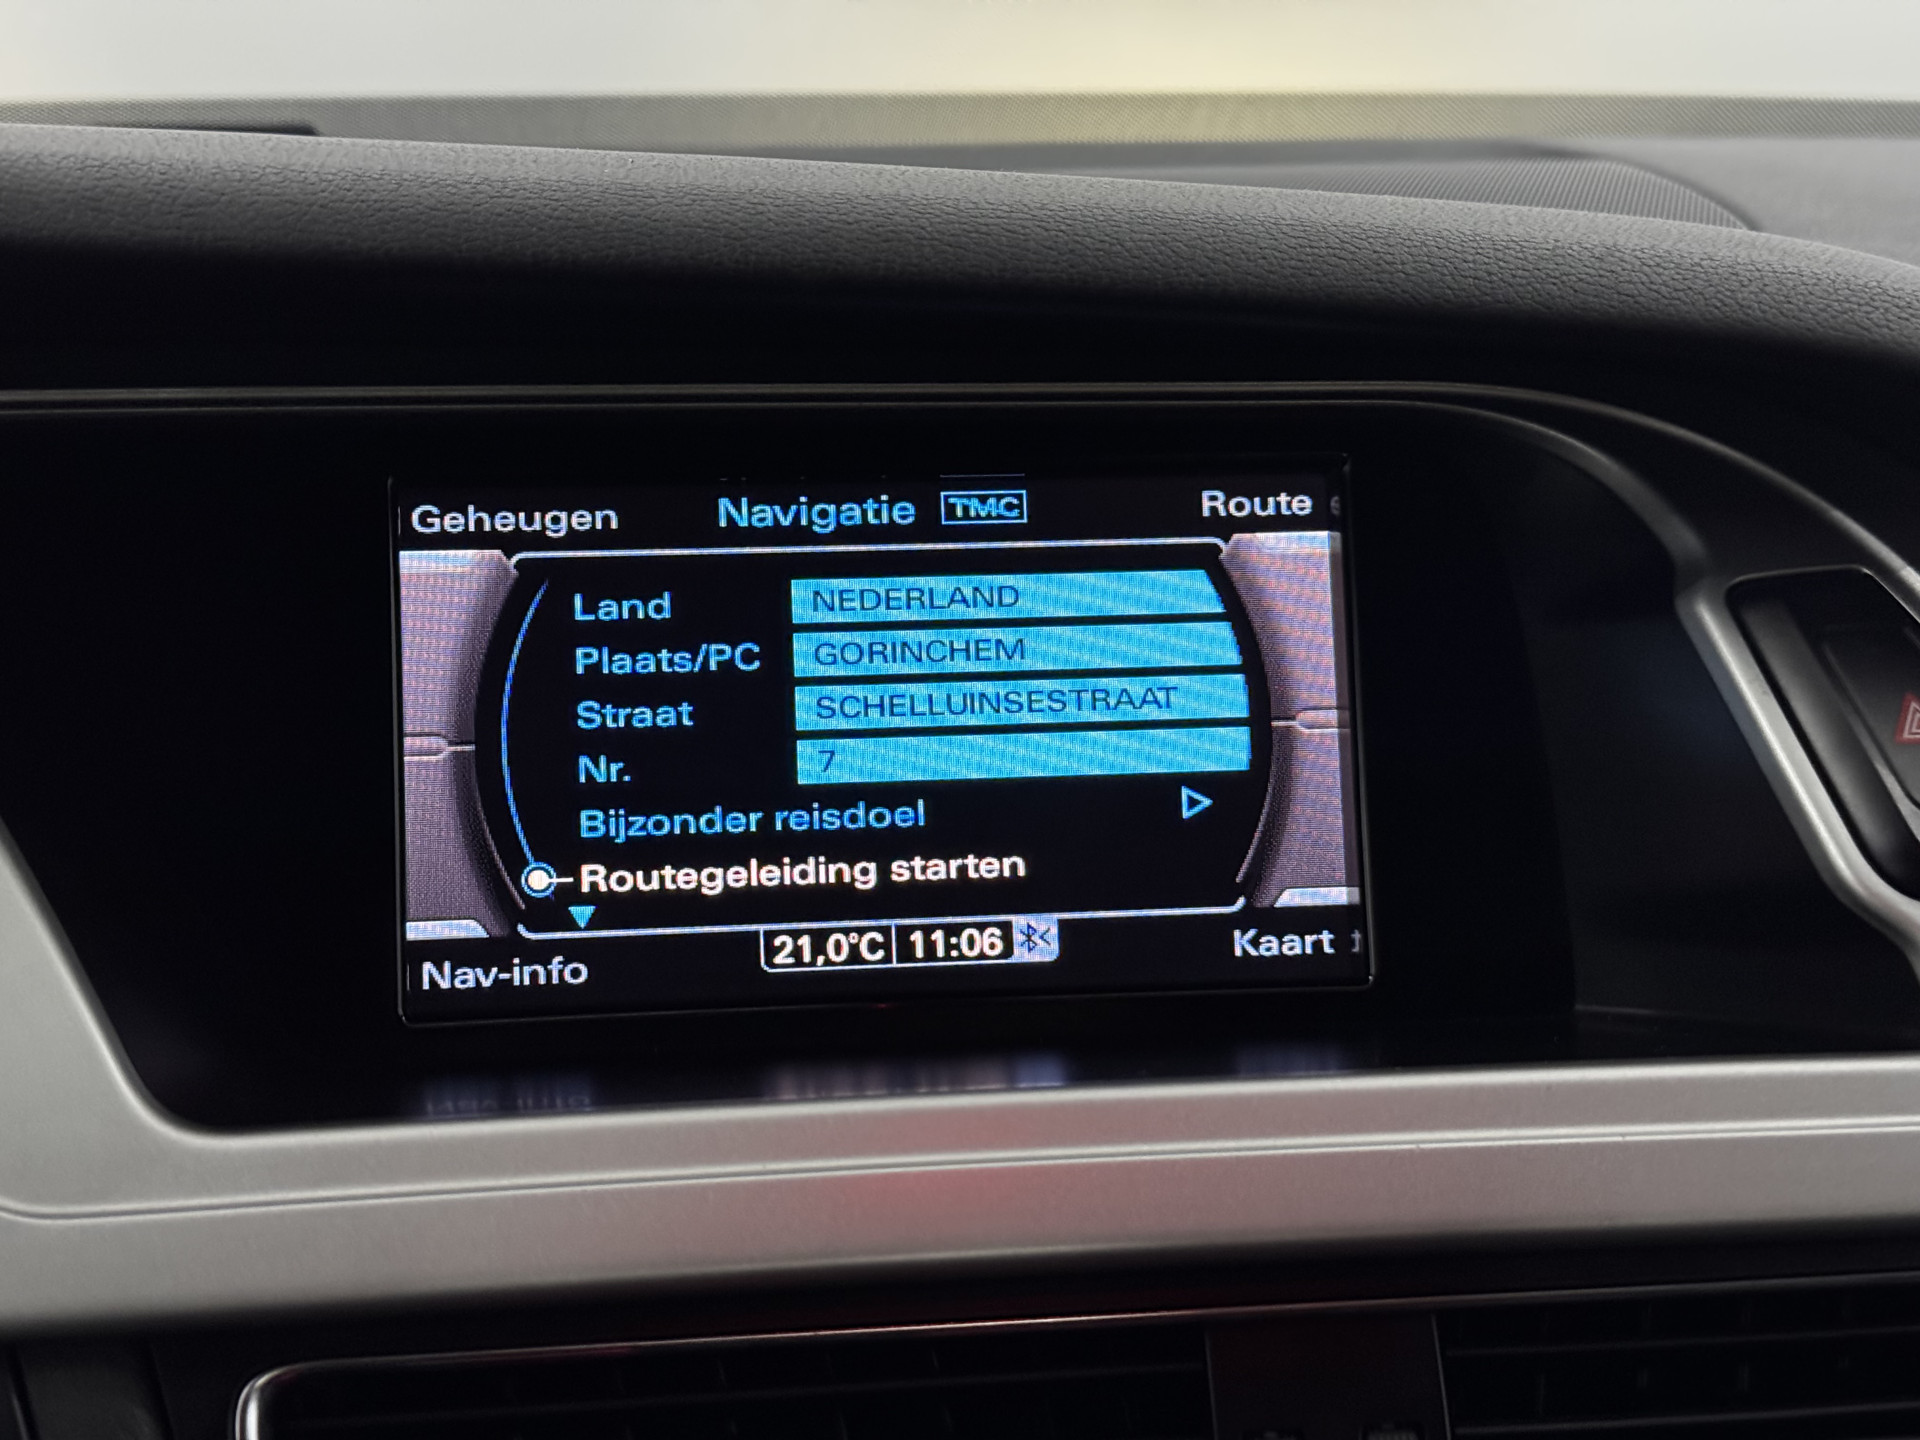 Geheugen Navigatie TMC Route
Land NEDERLAND
Plaats/PC GORINCHEM
Straat SCHELLUINSESTRAAT
Nr. 7
Bijzonder reisdoel
Routegeleiding starten
Nav-info 21,0°C 11:06 Kaart